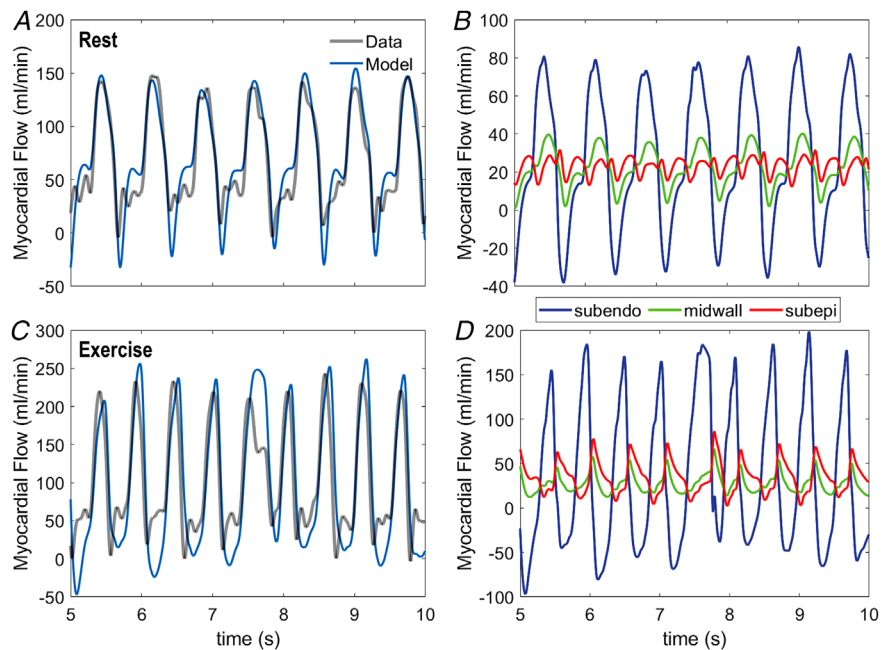 A
B
200
150
100
50
0
-50
Myocardial Flow (ml/min)
Rest
Data
Model
100
80
60
40
20
0
-20
-40
Myocardial Flow (ml/min)
subendo midwall subepi
C
D
300
250
200
150
100
50
0
-50
Myocardial Flow (ml/min)
Exercise
5 6 7 8 9 10
time (s)
200
150
100
50
0
-50
-100
Myocardial Flow (ml/min)
5 6 7 8 9 10
time (s)